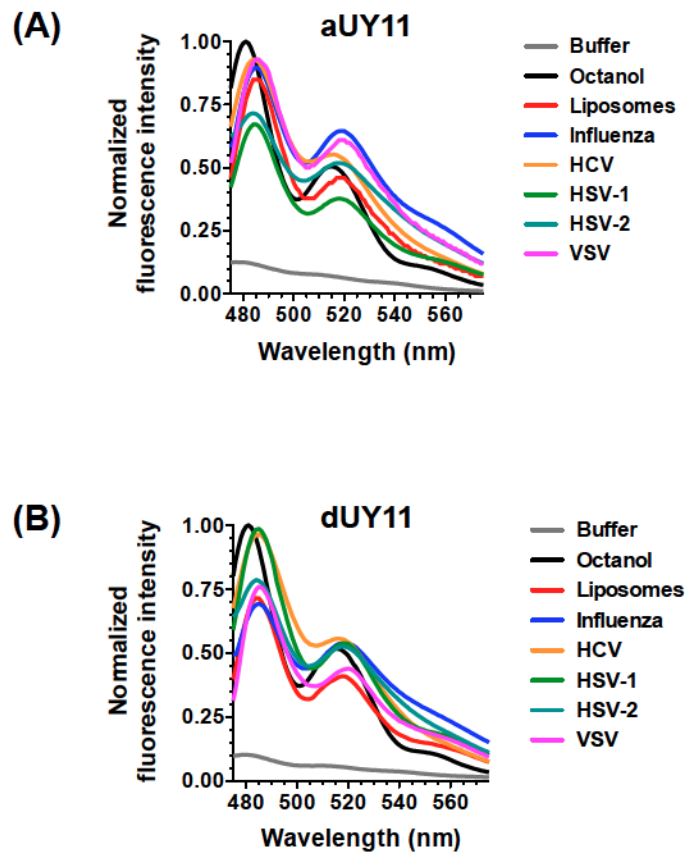 (A)
aUY11
Normalized
fluorescence intensity
1.00
0.75
0.50
0.25
0.00
480 500 520 540 560
Wavelength (nm)
Buffer
Octanol
Liposomes
Influenza
HCV
HSV-1
HSV-2
VSV
(B)
dUY11
Normalized
fluorescence intensity
1.00
0.75
0.50
0.25
0.00
480 500 520 540 560
Wavelength (nm)
Buffer
Octanol
Liposomes
Influenza
HCV
HSV-1
HSV-2
VSV